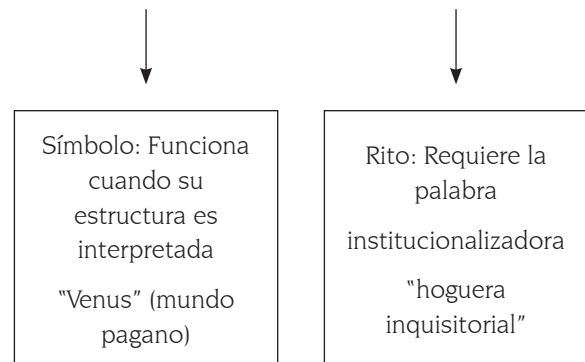 Símbolo: Funciona
cuando su
estructura es
interpretada
“Venus” (mundo
pagano)
Rito: Requiere la
palabra
institucionalizadora
“hoguera
inquisitorial”